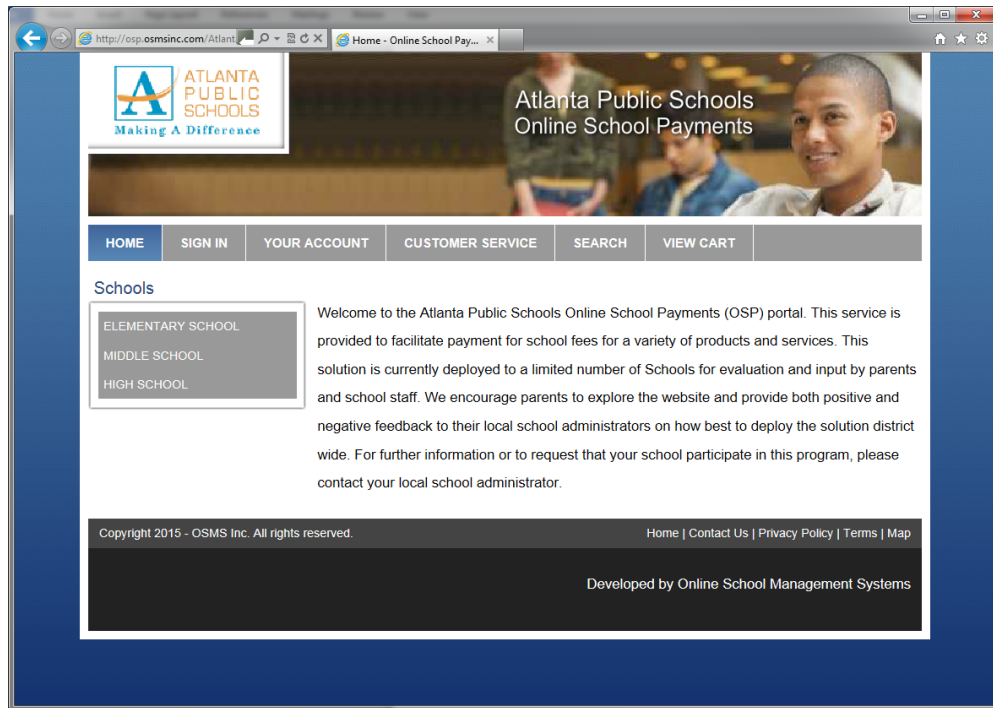 http://osp.osmsinc.com/Atlant
Home - Online School Pay...
ATLANTA
PUBLIC
SCHOOLS
Making A Difference
Atlanta Public Schools
Online School Payments
HOME SIGN IN YOUR ACCOUNT CUSTOMER SERVICE SEARCH VIEW CART
Schools
ELEMENTARY SCHOOL
MIDDLE SCHOOL
HIGH SCHOOL
Welcome to the Atlanta Public Schools Online School Payments (OSP) portal. This service is
provided to facilitate payment for school fees for a variety of products and services. This
solution is currently deployed to a limited number of Schools for evaluation and input by parents
and school staff. We encourage parents to explore the website and provide both positive and
negative feedback to their local school administrators on how best to deploy the solution district
wide. For further information or to request that your school participate in this program, please
contact your local school administrator.
Copyright 2015 - OSMS Inc. All rights reserved. Home | Contact Us | Privacy Policy | Terms | Map
Developed by Online School Management Systems